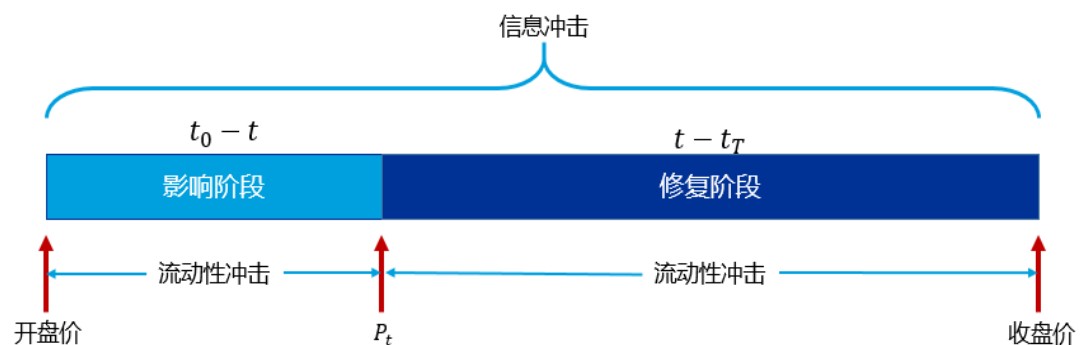 信息冲击
t₀ − t
t − t_T
影响阶段
修复阶段
流动性冲击
流动性冲击
开盘价
P_t
收盘价